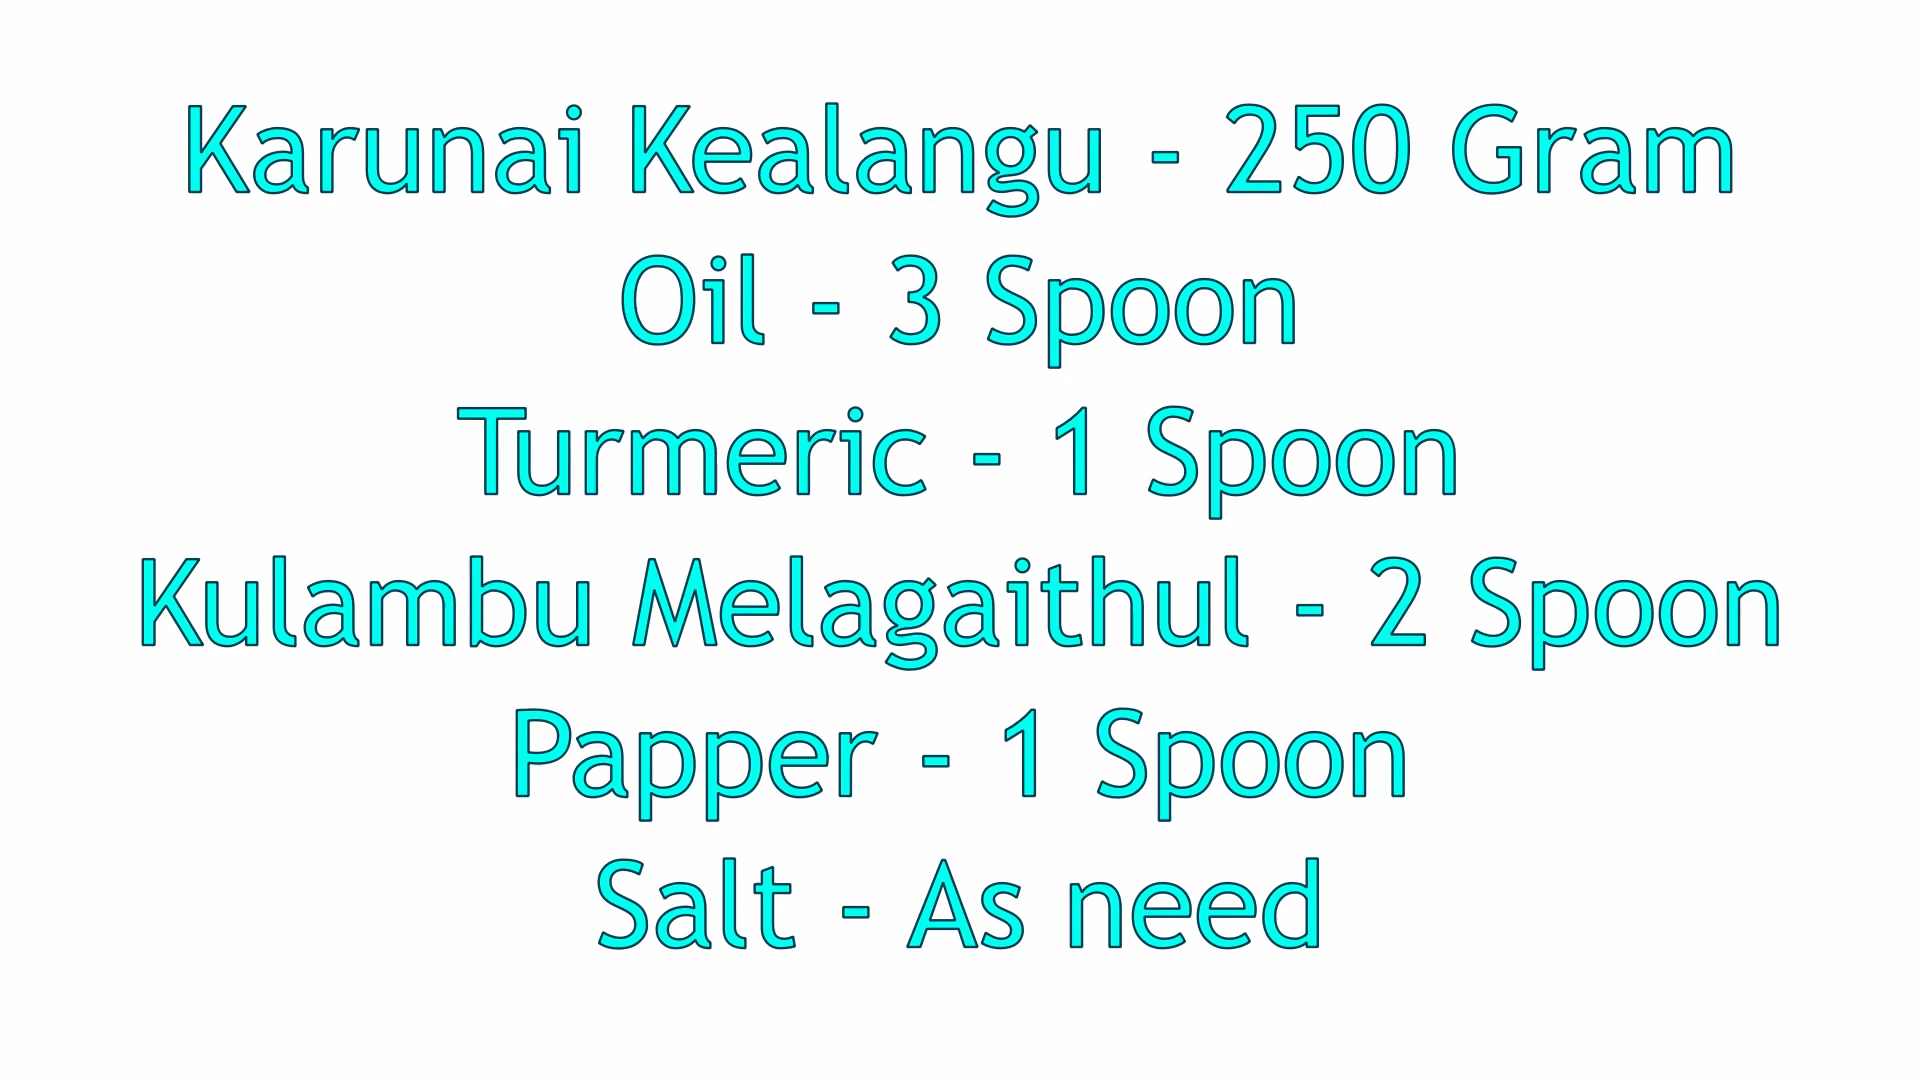 Karunai Kealangu - 250 Gram
Oil - 3 Spoon
Turmeric - 1 Spoon
Kulambu Melagaithul - 2 Spoon
Papper - 1 Spoon
Salt - As need